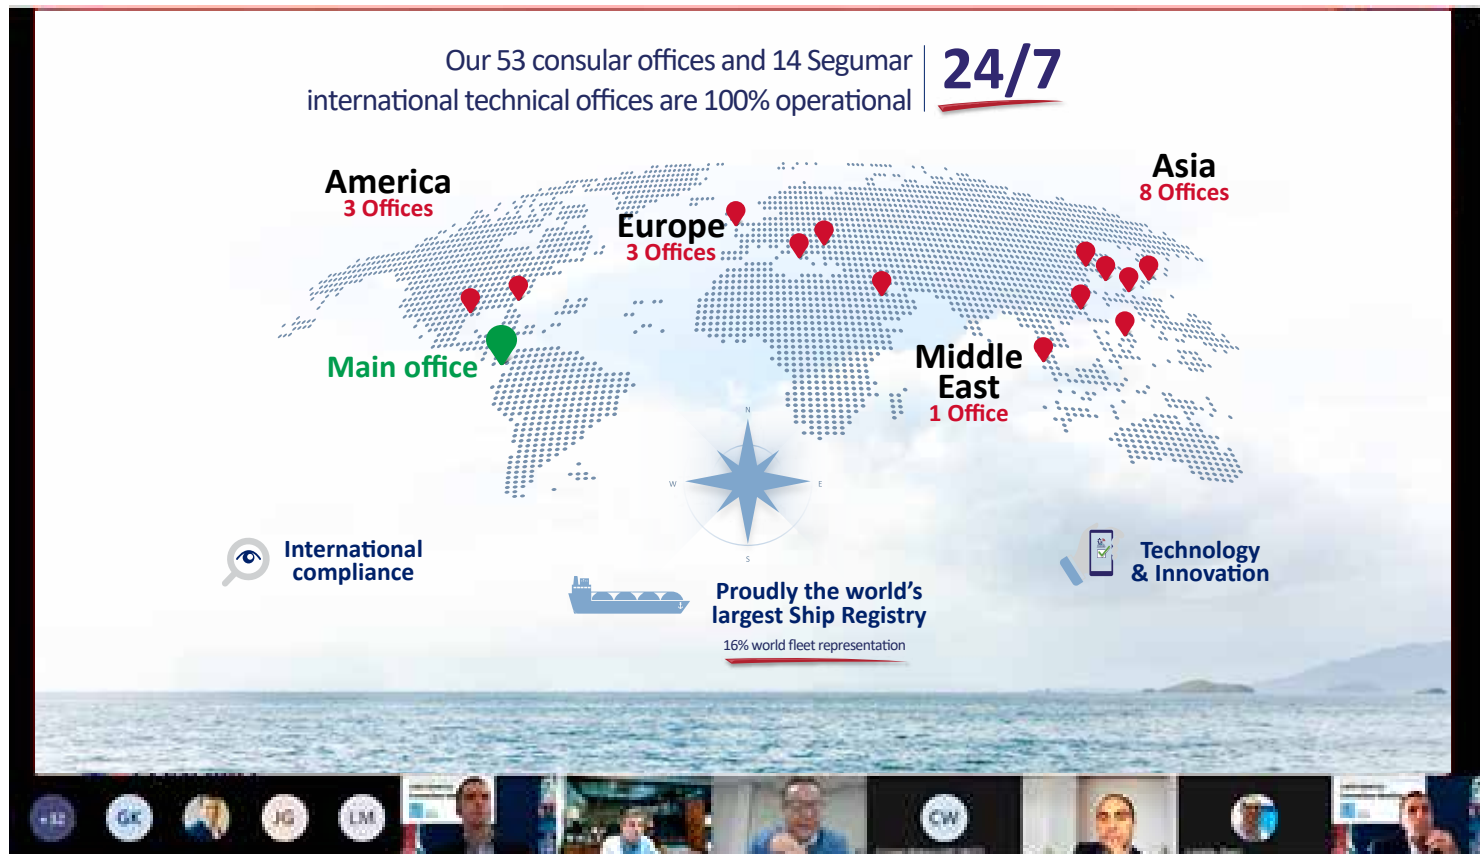 Our 53 consular offices and 14 Segumar
international technical offices are 100% operational
24/7
America
3 Offices
Europe
3 Offices
Asia
8 Offices
Main office
Middle
East
1 Office
N
W
E
S
International
compliance
Proudly the world's
largest Ship Registry
16% world fleet representation
Technology
& Innovation
GK
JG
LM
CW